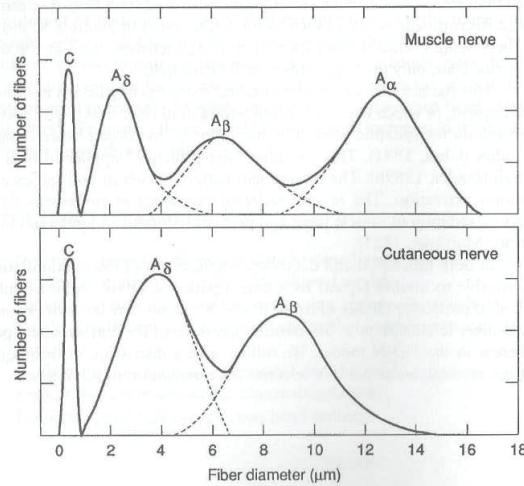 Muscle nerve
Number of fibers
C
Aδ
Aβ
Aα
Cutaneous nerve
Number of fibers
C
Aδ
Aβ
0 2 4 6 8 10 12 14 16 18
Fiber diameter (μm)